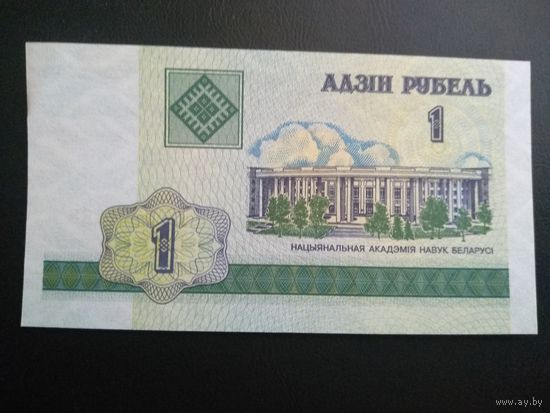 АДЗІН РУБЕЛЬ
1
НАЦЫЯНАЛЬНАЯ АКАДЭМІЯ НАВУК БЕЛАРУСІ
1
www.ay.by